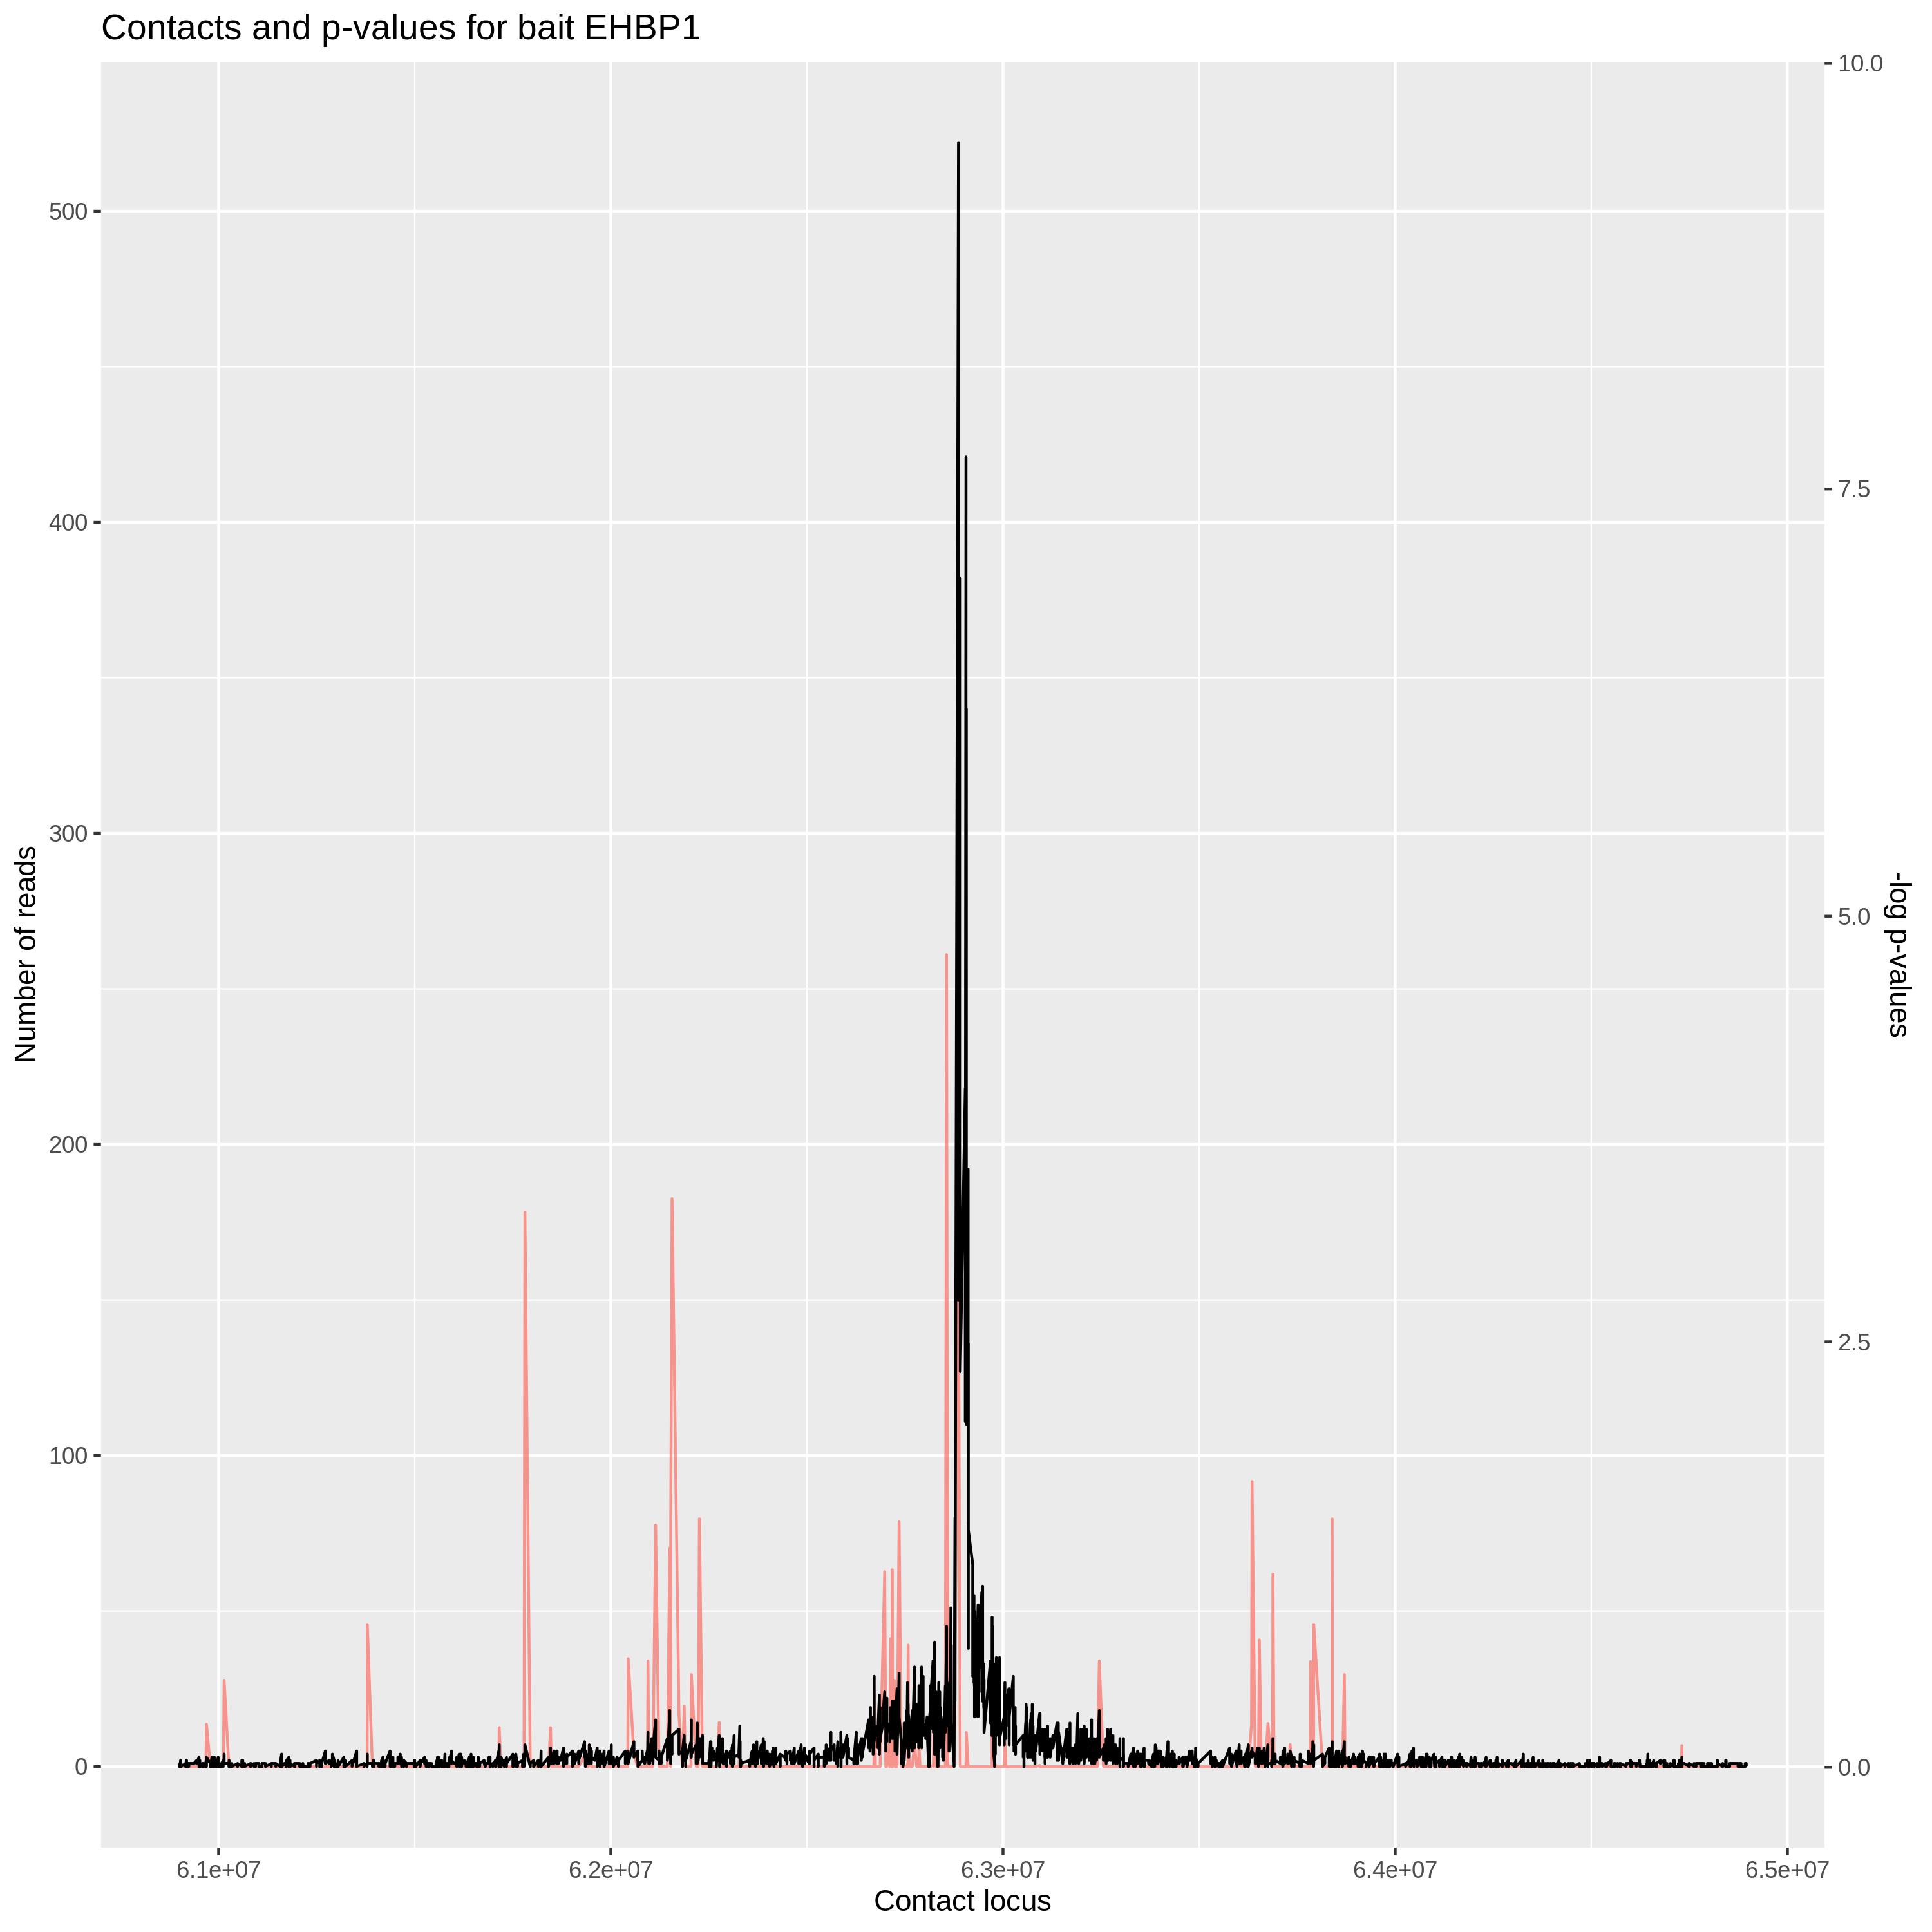 Contacts and p-values for bait EHBP1
10.0
500
7.5
400
300
Number of reads
-log p-values
5.0
200
2.5
100
0
0.0
6.1e+07
6.2e+07
6.3e+07
6.4e+07
6.5e+07
Contact locus